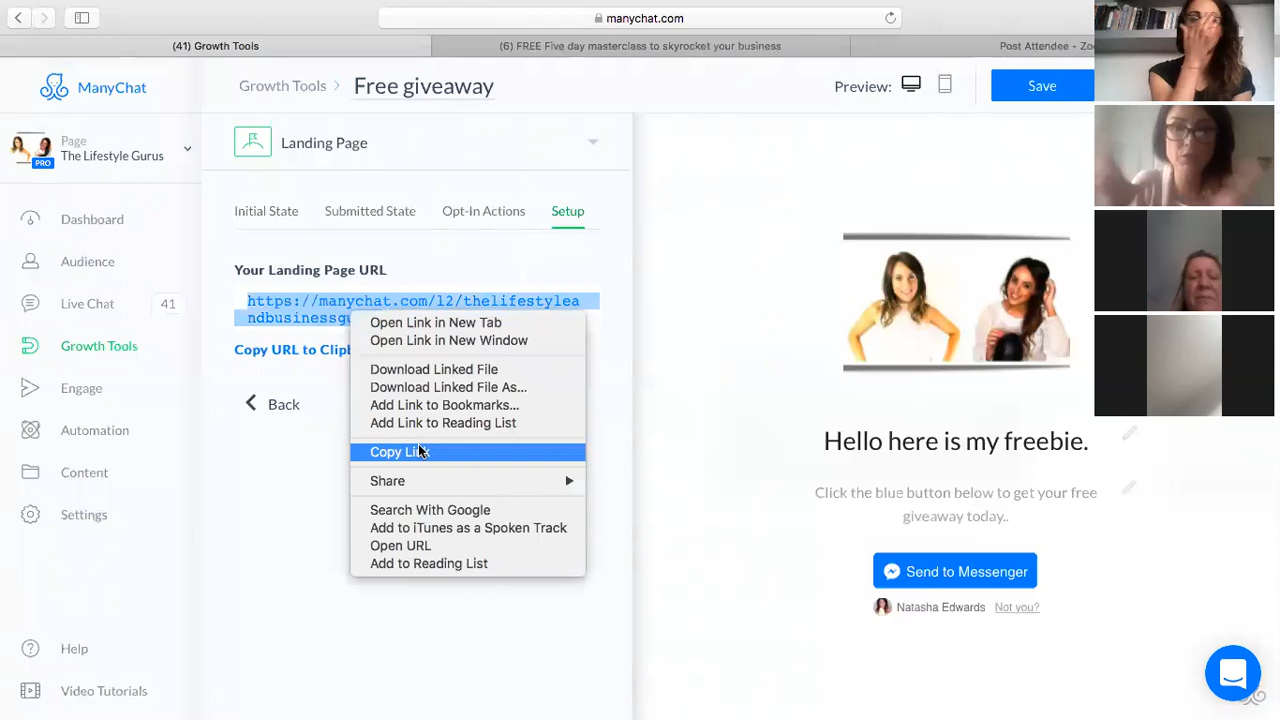 manychat.com
(41) Growth Tools
(6) FREE Five day masterclass to skyrocket your business
Post Attendee - Zoo
ManyChat
Growth Tools
Free giveaway
Preview:
Save
Page
The Lifestyle Gurus
PRO
Dashboard
Audience
Live Chat
41
Growth Tools
Engage
Automation
Content
Settings
Help
Video Tutorials
Landing Page
Initial State
Submitted State
Opt-In Actions
Setup
Your Landing Page URL
https://manychat.com/l2/thelifestylea
ndbusinessg
Copy URL to Clipb
Back
Open Link in New Tab
Open Link in New Window
Download Linked File
Download Linked File As...
Add Link to Bookmarks...
Add Link to Reading List
Copy Link
Share
Search With Google
Add to iTunes as a Spoken Track
Open URL
Add to Reading List
Hello here is my freebie.
Click the blue button below to get your free
giveaway today..
Send to Messenger
Natasha Edwards
Not you?